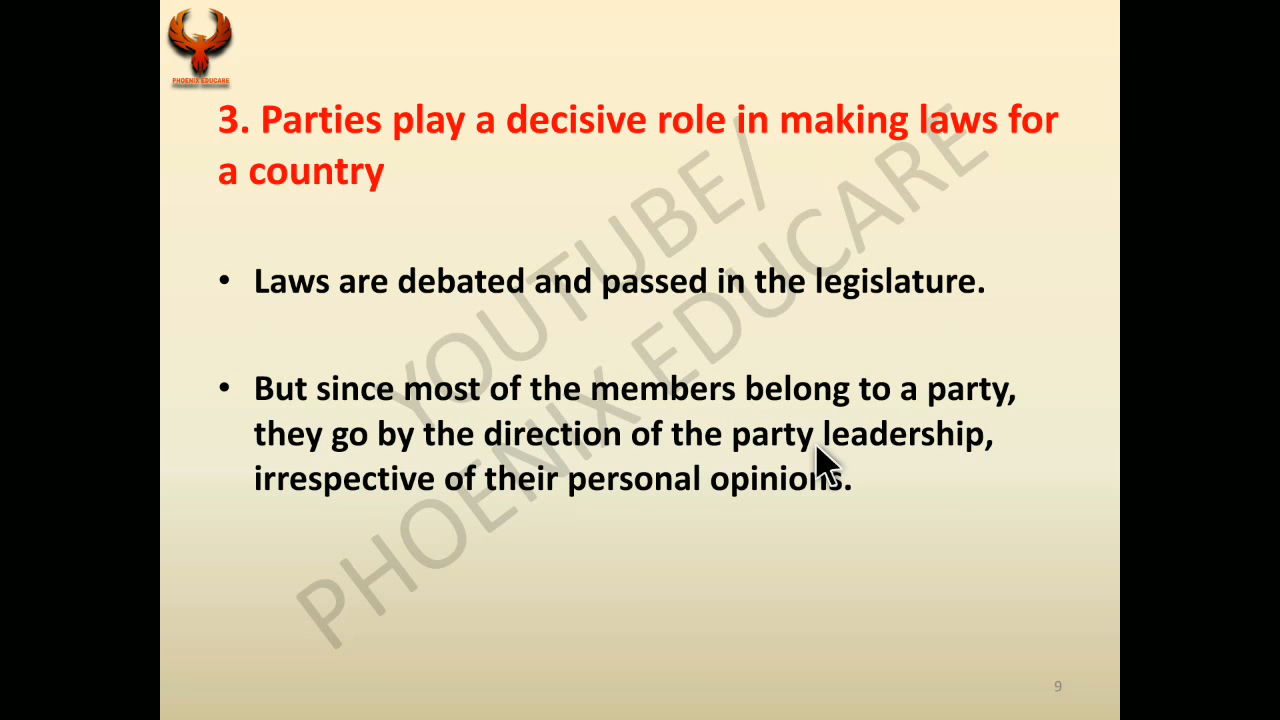 PHOENIX EDUCARE
3. Parties play a decisive role in making laws for
a country
• Laws are debated and passed in the legislature.
• But since most of the members belong to a party,
they go by the direction of the party leadership,
irrespective of their personal opinions.
YOUTUBE/
PHOENIX EDUCARE
9